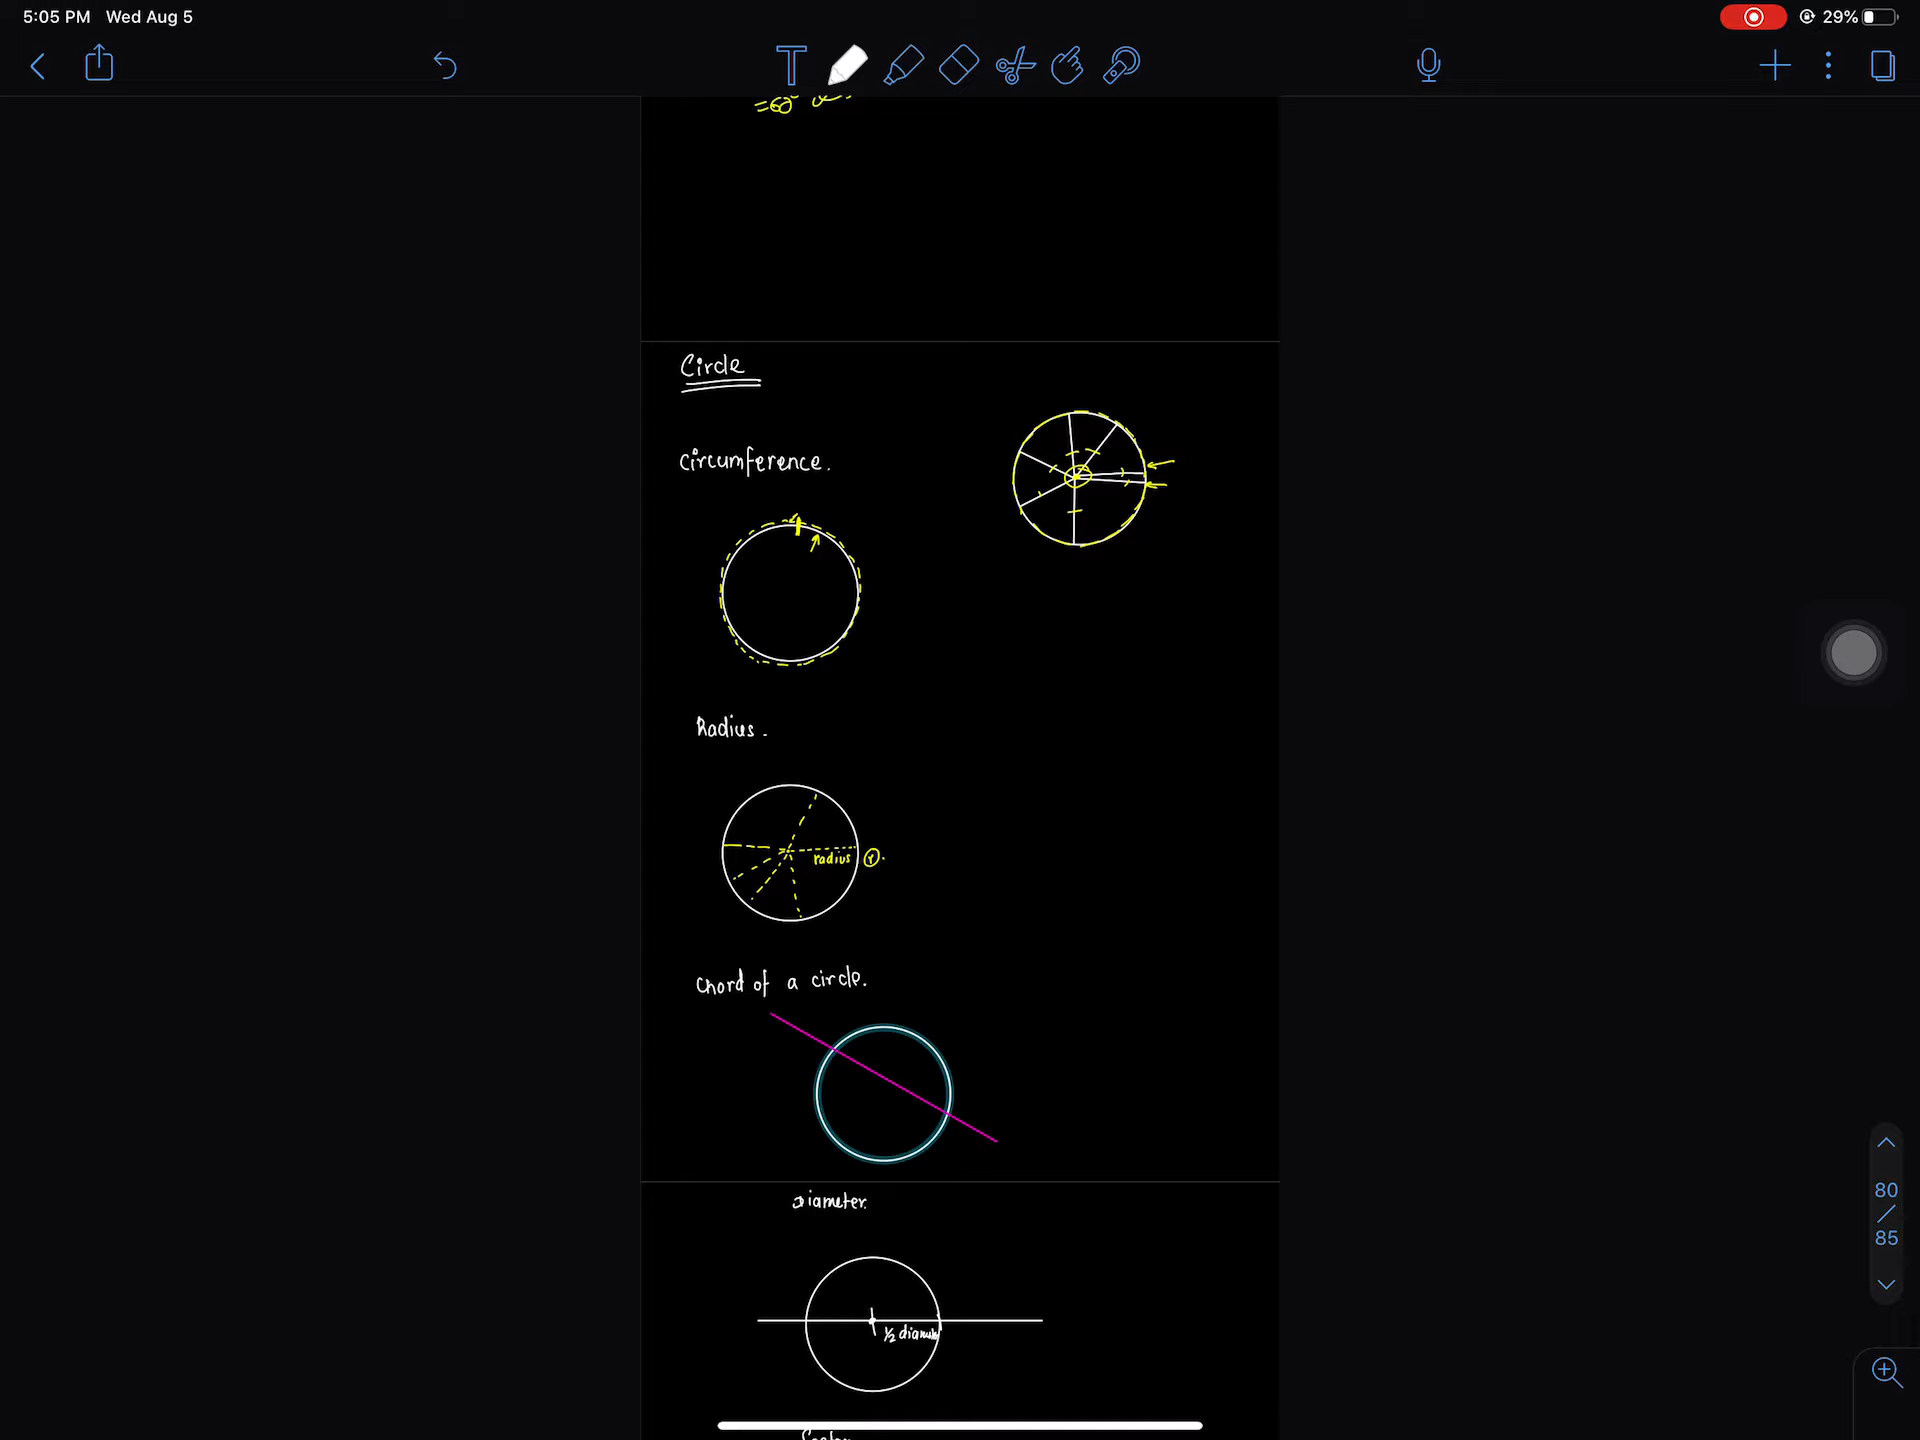 5:05 PM Wed Aug 5
29%
T
=60°
Circle
Circumference.
Radius.
radius r.
Chord of a circle.
Diameter.
1/2 diam
80
/
85